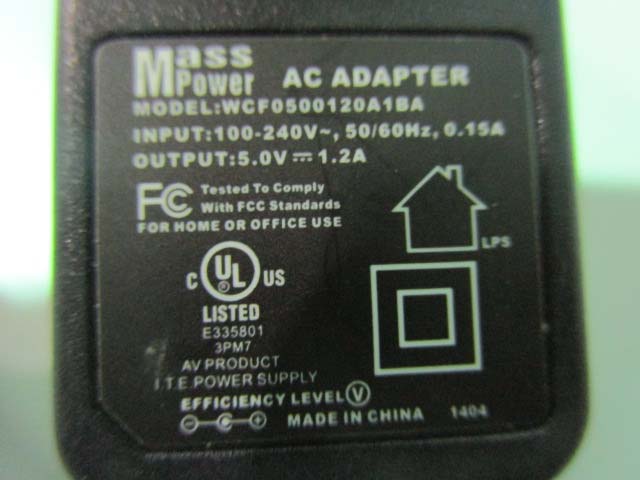 Mass Power AC ADAPTER
MODEL:WCF0500120A1BA
INPUT:100-240V~, 50/60Hz, 0.15A
OUTPUT:5.0V⎓1.2A
FC Tested To Comply
With FCC Standards
FOR HOME OR OFFICE USE
LPS
C UL ® US
LISTED
E335801
3PM7
AV PRODUCT
I.T.E.POWER SUPPLY
EFFICIENCY LEVEL Ⓥ
MADE IN CHINA 1404